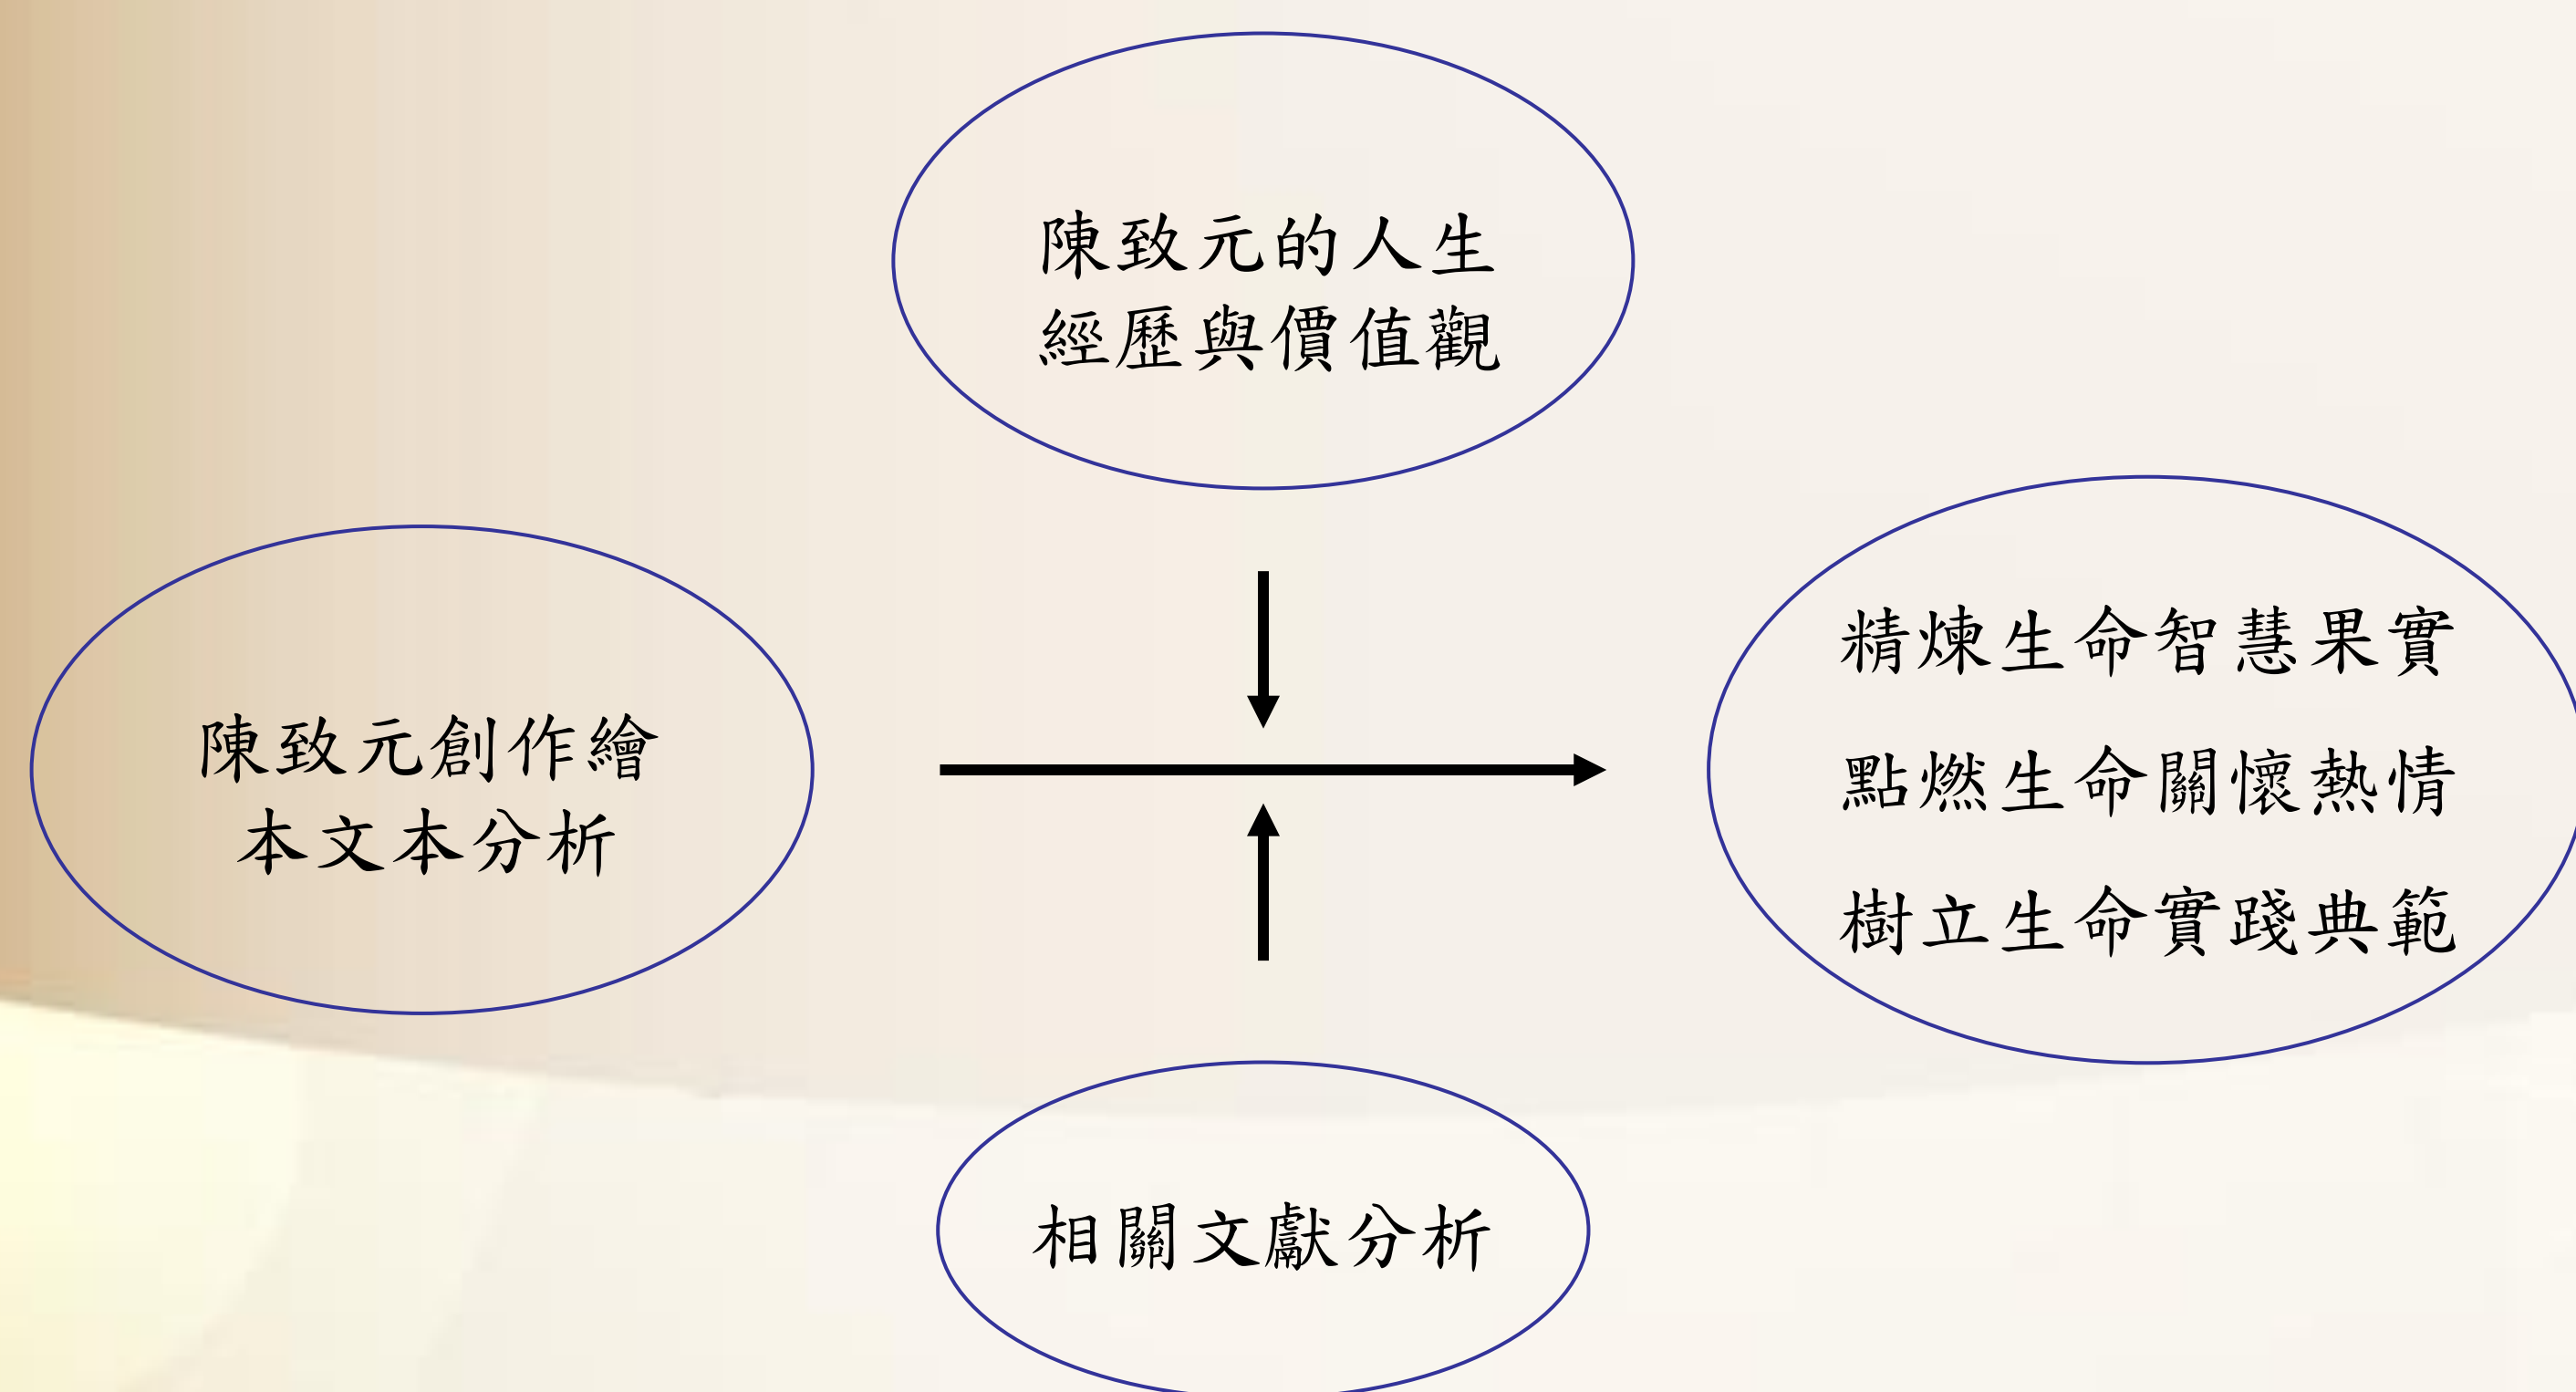 陳致元的人生
經歷與價值觀
陳致元創作繪
本文本分析
精煉生命智慧果實
點燃生命關懷熱情
樹立生命實踐典範
相關文獻分析